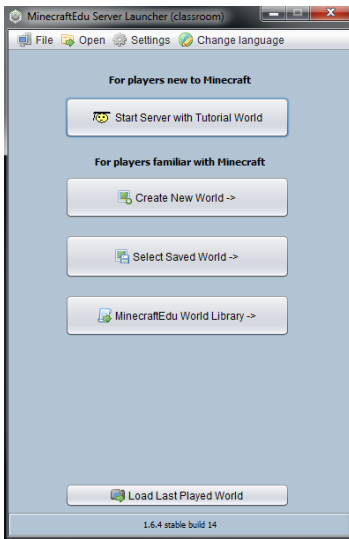 MinecraftEdu Server Launcher (classroom)
File Open Settings Change language
For players new to Minecraft
Start Server with Tutorial World
For players familiar with Minecraft
Create New World ->
Select Saved World ->
MinecraftEdu World Library ->
Load Last Played World
1.6.4 stable build 14